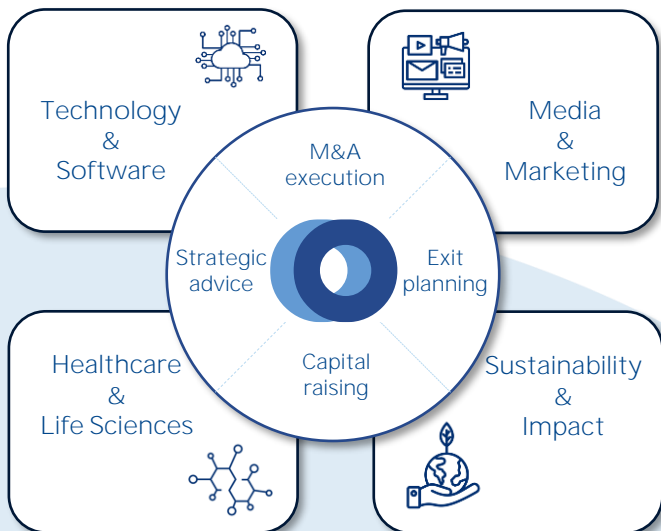 Technology
&
Software
Media
&
Marketing
M&A
execution
Strategic
advice
Exit
planning
Capital
raising
Healthcare
&
Life Sciences
Sustainability
&
Impact